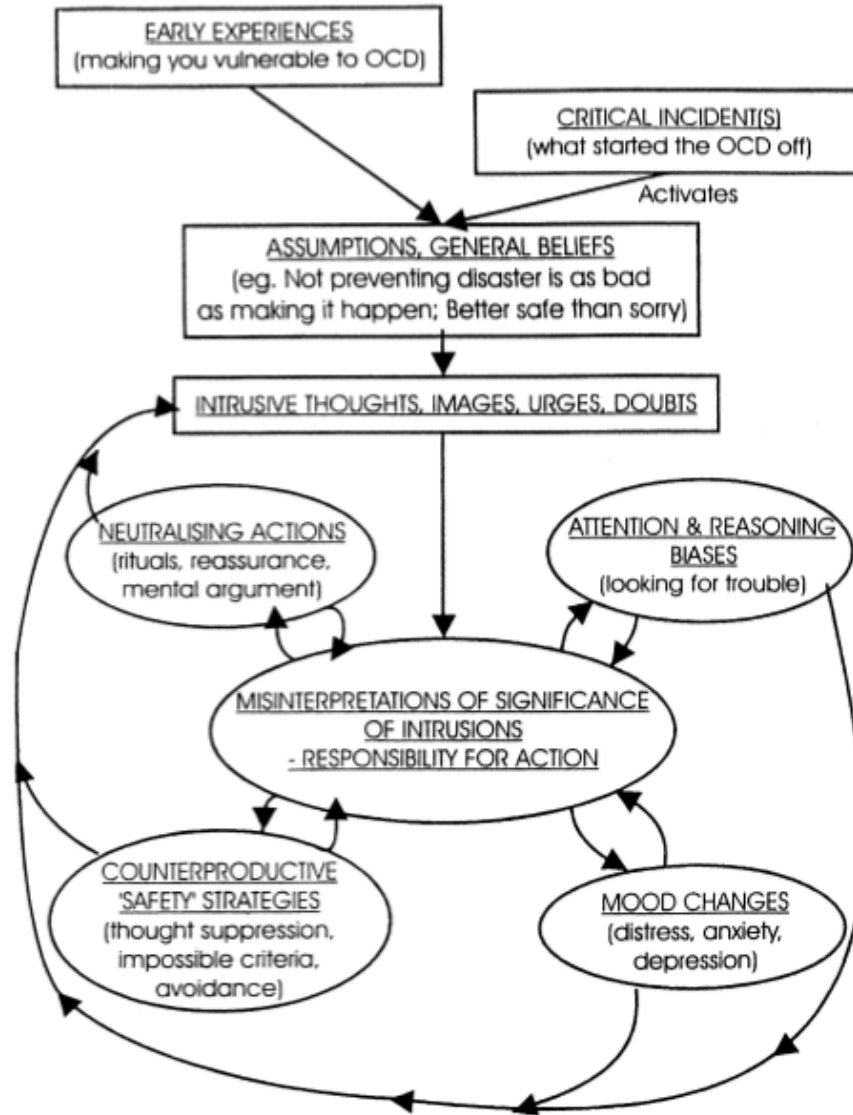 EARLY EXPERIENCES
(making you vulnerable to OCD)
CRITICAL INCIDENT(S)
(what started the OCD off)
Activates
ASSUMPTIONS, GENERAL BELIEFS
(eg. Not preventing disaster is as bad
as making it happen; Better safe than sorry)
INTRUSIVE THOUGHTS, IMAGES, URGES, DOUBTS
NEUTRALISING ACTIONS
(rituals, reassurance,
mental argument)
ATTENTION & REASONING
BIASES
(looking for trouble)
MISINTERPRETATIONS OF SIGNIFICANCE
OF INTRUSIONS
- RESPONSIBILITY FOR ACTION
COUNTERPRODUCTIVE
'SAFETY' STRATEGIES
(thought suppression,
impossible criteria,
avoidance)
MOOD CHANGES
(distress, anxiety,
depression)